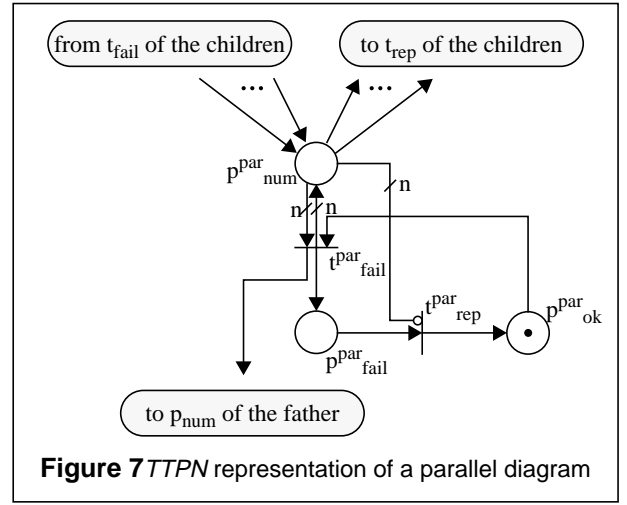 from t_fail of the children
to t_rep of the children
...
...
p^par_num
n
n
n
t^par_fail
t^par_rep
p^par_ok
p^par_fail
to p_num of the father
Figure 7 TTPN representation of a parallel diagram